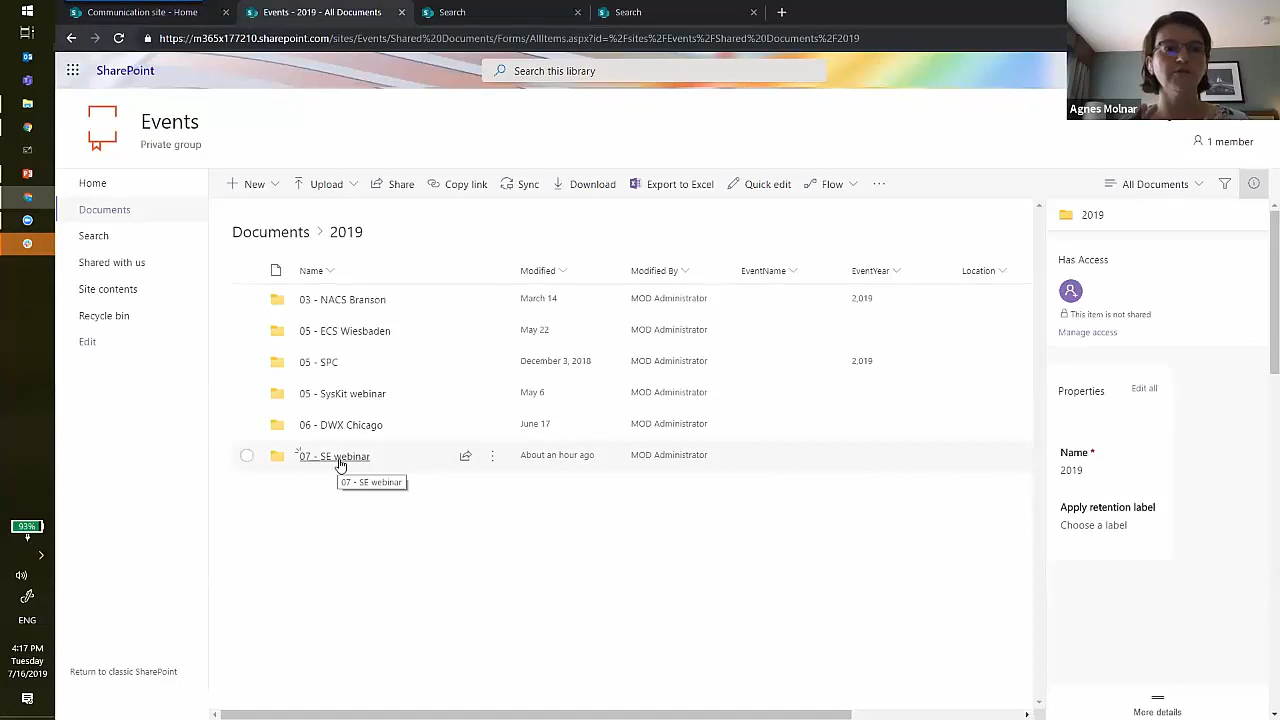 Communication site - Home
Events - 2019 - All Documents
Search
Search
https://m365x177210.sharepoint.com/sites/Events/Shared%20Documents/Forms/AllItems.aspx?id=%2Fsites%2FEvents%2FShared%20Documents%2F2019
SharePoint
Search this library
Agnes Molnar
Events
Private group
1 member
Home
Documents
Search
Shared with us
Site contents
Recycle bin
Edit
Return to classic SharePoint
New
Upload
Share
Copy link
Sync
Download
Export to Excel
Quick edit
Flow
All Documents
Documents > 2019
Name Modified Modified By EventName EventYear Location
03 - NACS Branson March 14 MOD Administrator 2,019
05 - ECS Wiesbaden May 22 MOD Administrator
05 - SPC December 3, 2018 MOD Administrator 2,019
05 - SysKit webinar May 6 MOD Administrator
06 - DWX Chicago June 17 MOD Administrator
07 - SE webinar About an hour ago MOD Administrator
07 - SE webinar
2019
Has Access
This item is not shared
Manage access
Properties Edit all
Name *
2019
Apply retention label
Choose a label
More details
93%
ENG
4:17 PM
Tuesday
7/16/2019